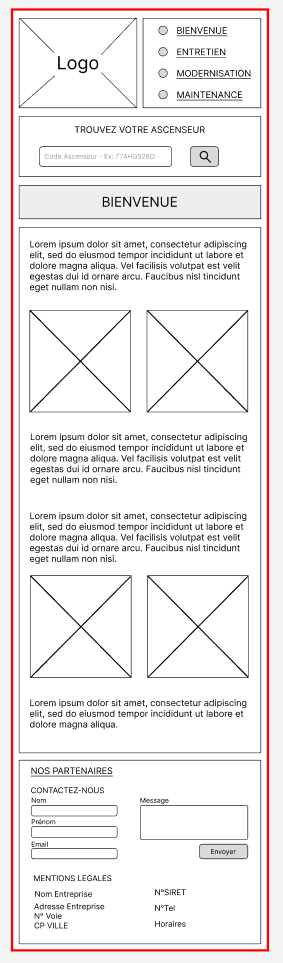 Logo
BIENVENUE
ENTRETIEN
MODERNISATION
MAINTENANCE
TROUVEZ VOTRE ASCENSEUR
Code Ascenseur - Ex: 774HG526O
BIENVENUE
Lorem ipsum dolor sit amet, consectetur adipiscing
elit, sed do eiusmod tempor incididunt ut labore et
dolore magna aliqua. Vel facilisis volutpat est velit
egestas dui id ornare arcu. Faucibus nisl tincidunt
eget nullam non nisi.
Lorem ipsum dolor sit amet, consectetur adipiscing
elit, sed do eiusmod tempor incididunt ut labore et
dolore magna aliqua. Vel facilisis volutpat est velit
egestas dui id ornare arcu. Faucibus nisl tincidunt
eget nullam non nisi.
Lorem ipsum dolor sit amet, consectetur adipiscing
elit, sed do eiusmod tempor incididunt ut labore et
dolore magna aliqua. Vel facilisis volutpat est velit
egestas dui id ornare arcu. Faucibus nisl tincidunt
eget nullam non nisi.
Lorem ipsum dolor sit amet, consectetur adipiscing
elit, sed do eiusmod tempor incididunt ut labore et
dolore magna aliqua.
NOS PARTENAIRES
CONTACTEZ-NOUS
Nom
Prénom
Email
Message
Envoyer
MENTIONS LEGALES
Nom Entreprise
Adresse Entreprise
N° Voie
CP VILLE
N°SIRET
N°Tel
Horaires